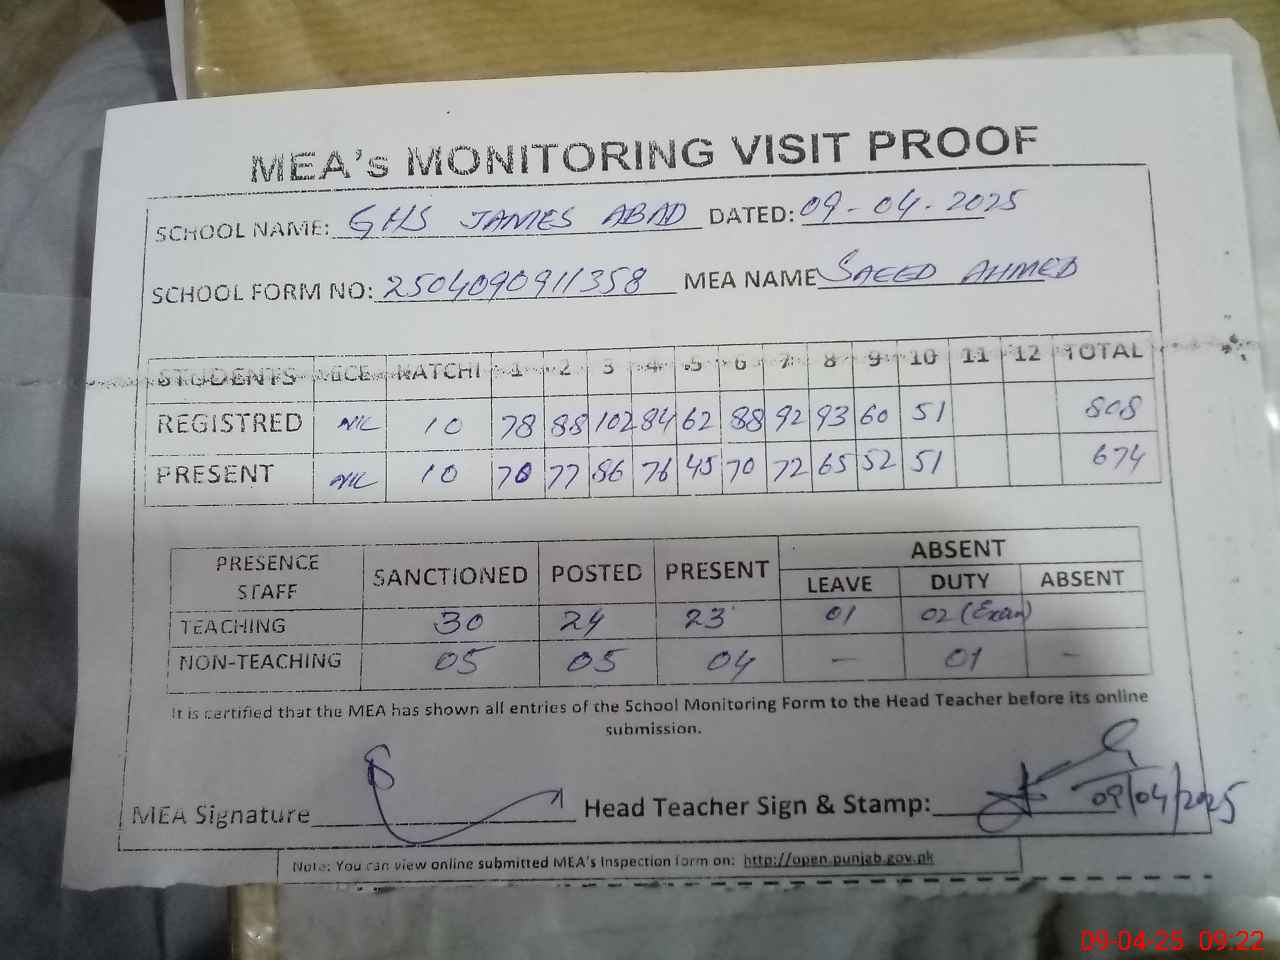 MEA's MONITORING VISIT PROOF
SCHOOL NAME: GHS JAMES ABAD DATED: 09-04-2025
SCHOOL FORM NO: 2504090911358 MEA NAME SAEED AHMED
STUDENTS ECE KATCHI 1 2 3 4 5 6 7 8 9 10 11 12 TOTAL
REGISTRED NIL 10 78 88 102 84 62 88 92 93 60 51 808
PRESENT NIL 10 70 77 86 76 45 70 72 65 52 51 674
PRESENCE STAFF SANCTIONED POSTED PRESENT ABSENT
LEAVE DUTY ABSENT
TEACHING 30 24 23 01 02 (Exam)
NON-TEACHING 05 05 04 — 01 —
It is certified that the MEA has shown all entries of the School Monitoring Form to the Head Teacher before its online
submission.
MEA Signature Head Teacher Sign & Stamp: 09/04/2025
Note: You can view online submitted MEA's Inspection form on: http://open.punjab.gov.pk
09-04-25 09:22